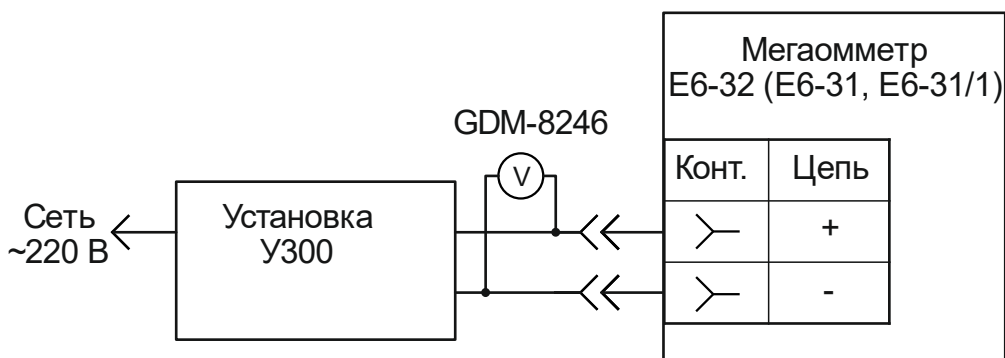 Мегаомметр
Е6-32 (Е6-31, Е6-31/1)
GDM-8246
V
Конт.
Цепь
Сеть
~220 В
Установка
У300
+
-